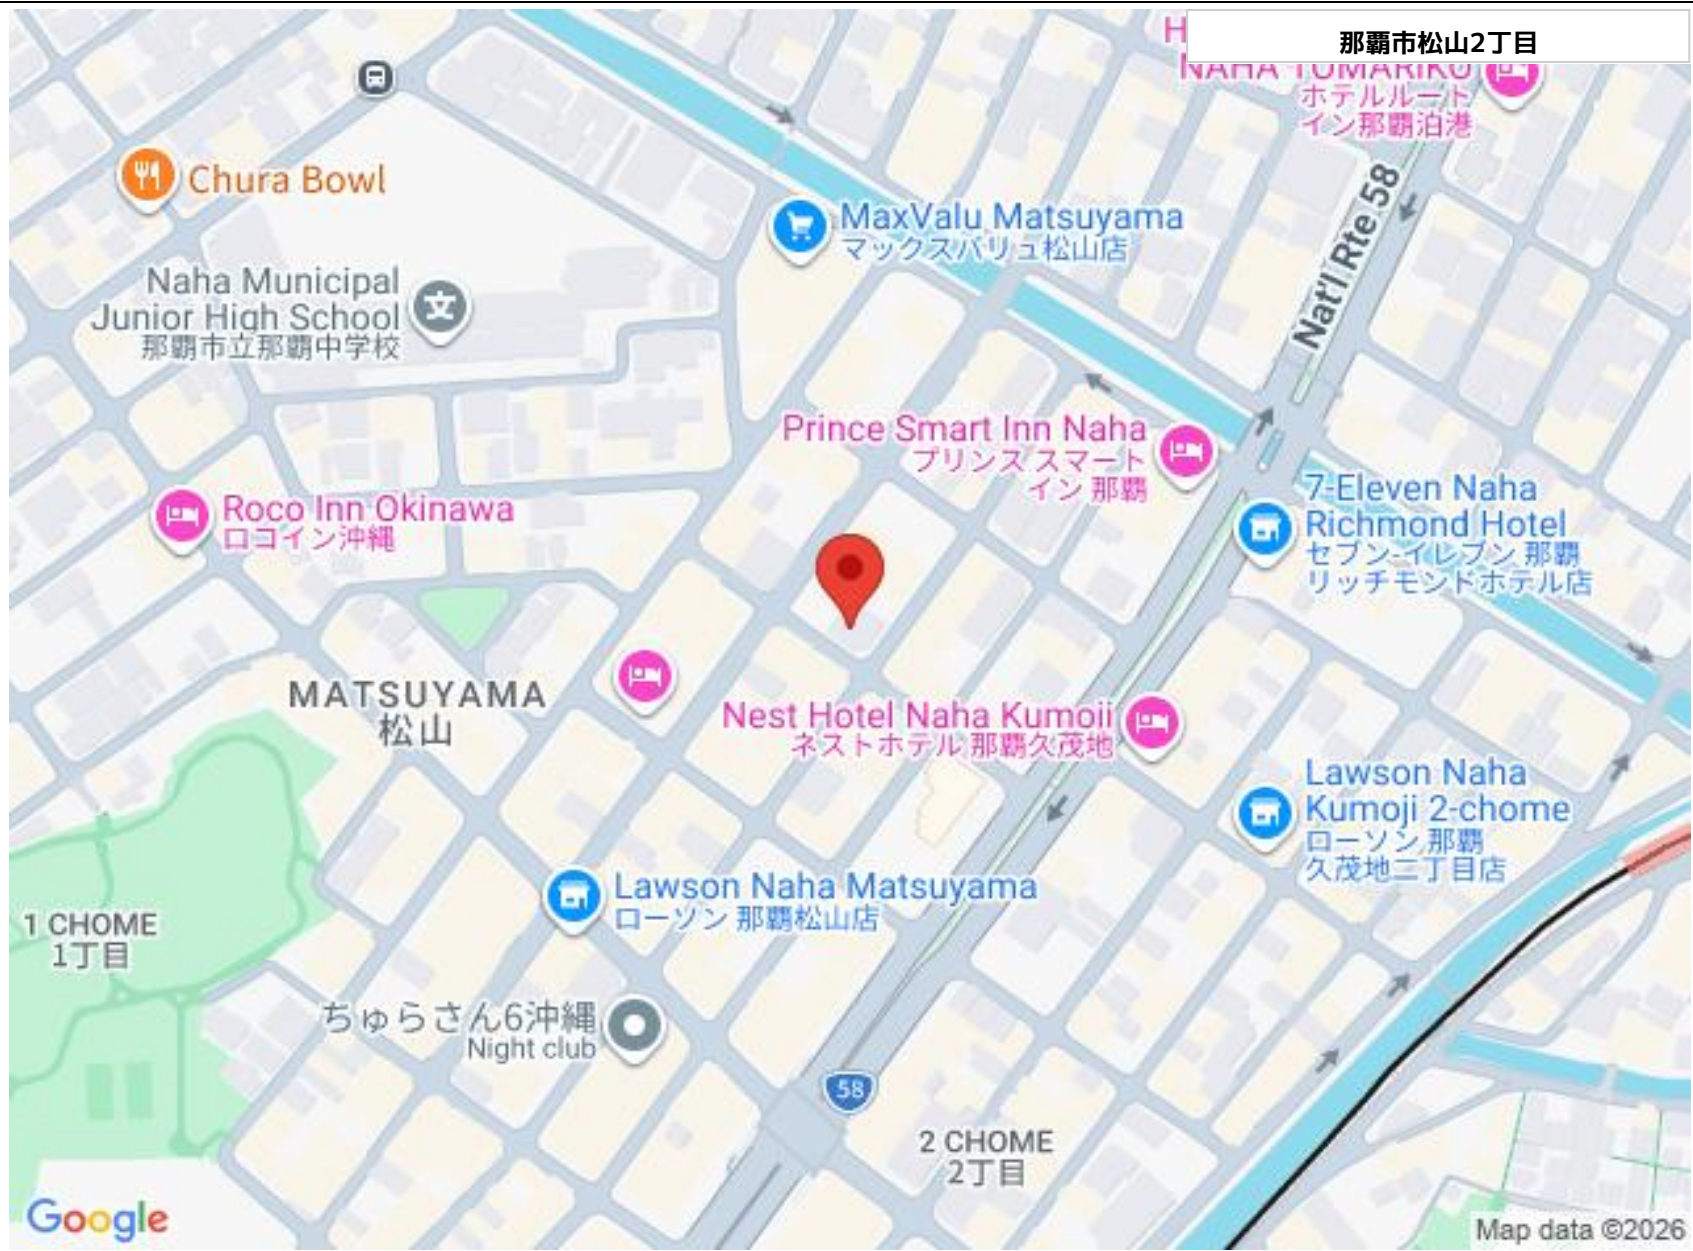 那覇市松山2丁目
NAHA TOMARIKO
ホテルルート
イン那覇泊港
Nat'l Rte 58
Chura Bowl
MaxValu Matsuyama
マックスバリュ松山店
Naha Municipal
Junior High School
那覇市立那覇中学校
Prince Smart Inn Naha
プリンス スマート
イン 那覇
7-Eleven Naha
Richmond Hotel
セブン-イレブン 那覇
リッチモンドホテル店
Roco Inn Okinawa
ロコイン沖縄
MATSUYAMA
松山
Nest Hotel Naha Kumoji
ネストホテル 那覇久茂地
Lawson Naha
Kumoji 2-chome
ローソン 那覇
久茂地二丁目店
Lawson Naha Matsuyama
ローソン 那覇松山店
1 CHOME
1丁目
ちゅらさん6沖縄
Night club
58
2 CHOME
2丁目
Google
Map data ©2026